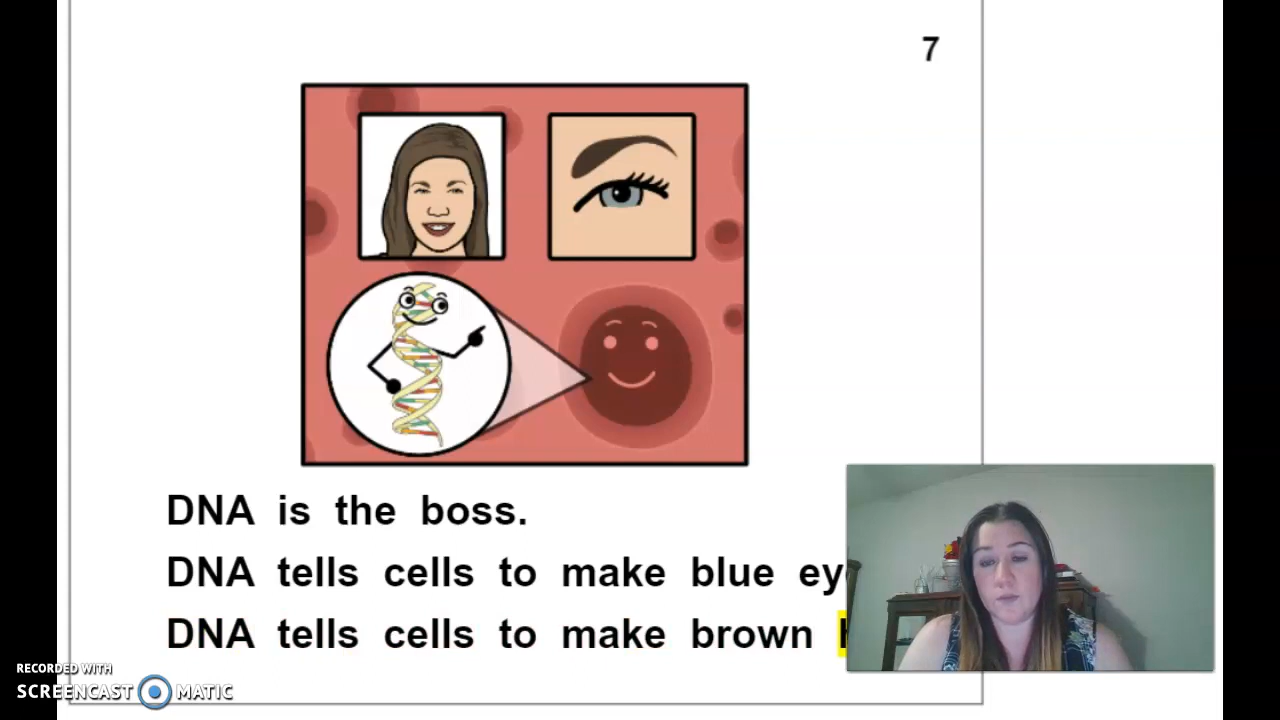 7
DNA is the boss.
DNA tells cells to make blue
DNA tells cells to make brown
RECORDED WITH
SCREENCAST MATIC